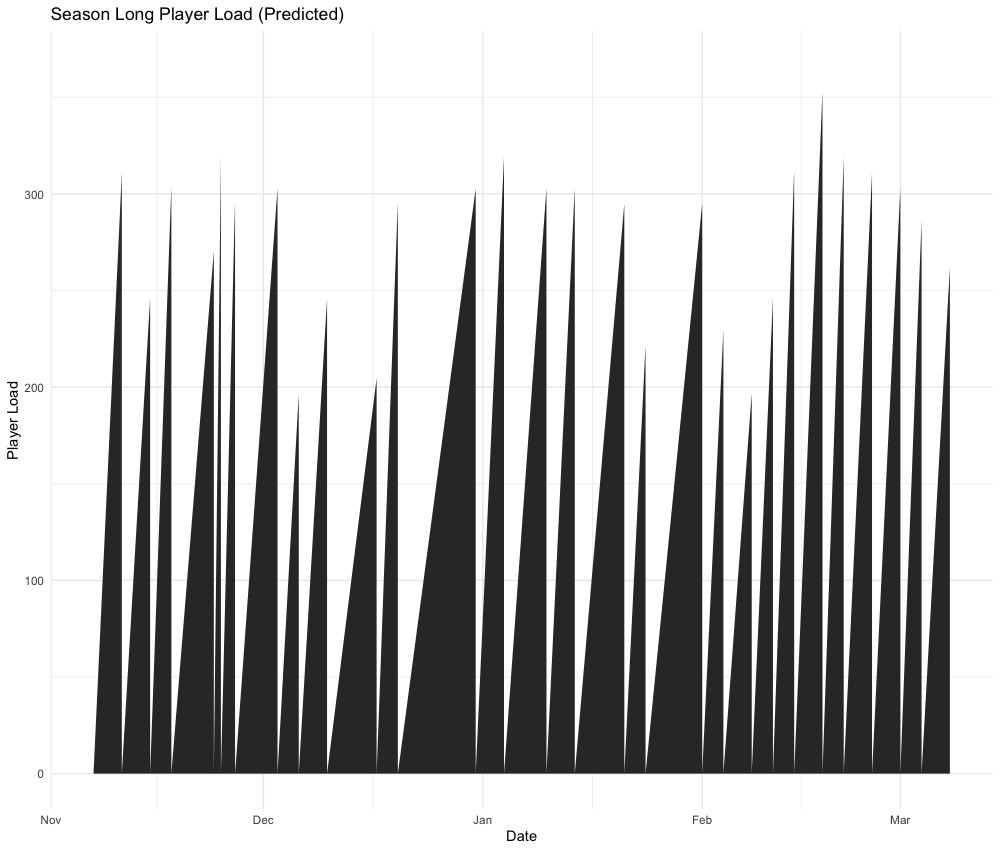 Season Long Player Load (Predicted)
300
200
100
0
Player Load
Nov
Dec
Jan
Feb
Mar
Date